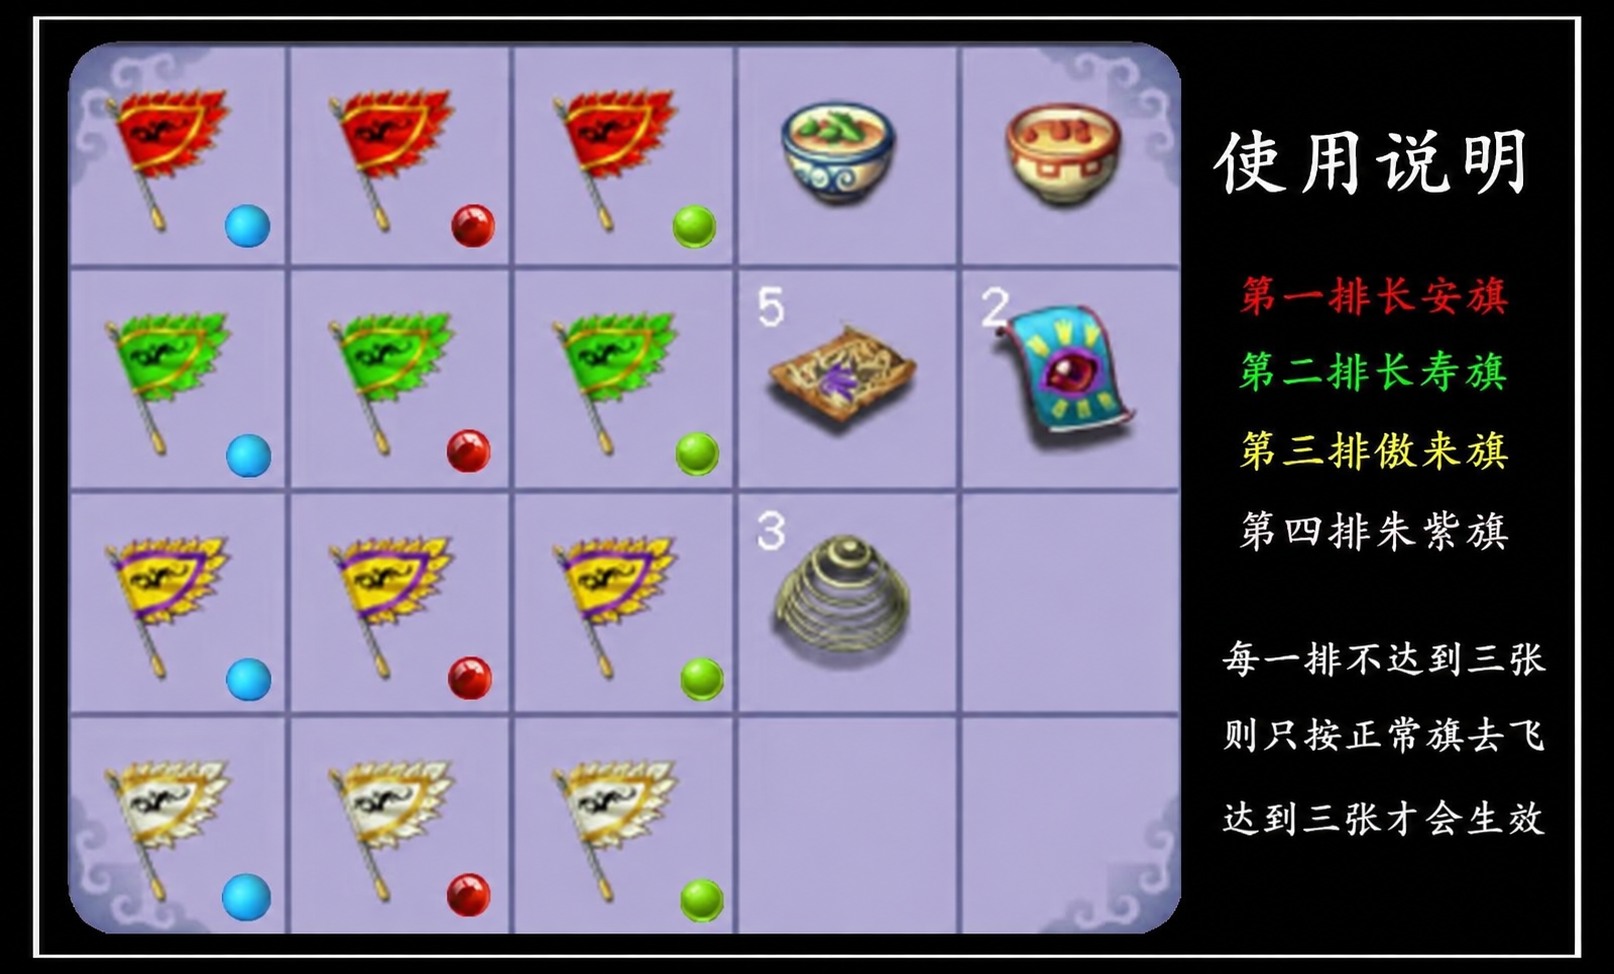 使用说明
第一排长安旗
5
2
第二排长寿旗
第三排傲来旗
3
第四排朱紫旗
每一排不达到三张
则只按正常旗去飞
达到三张才会生效